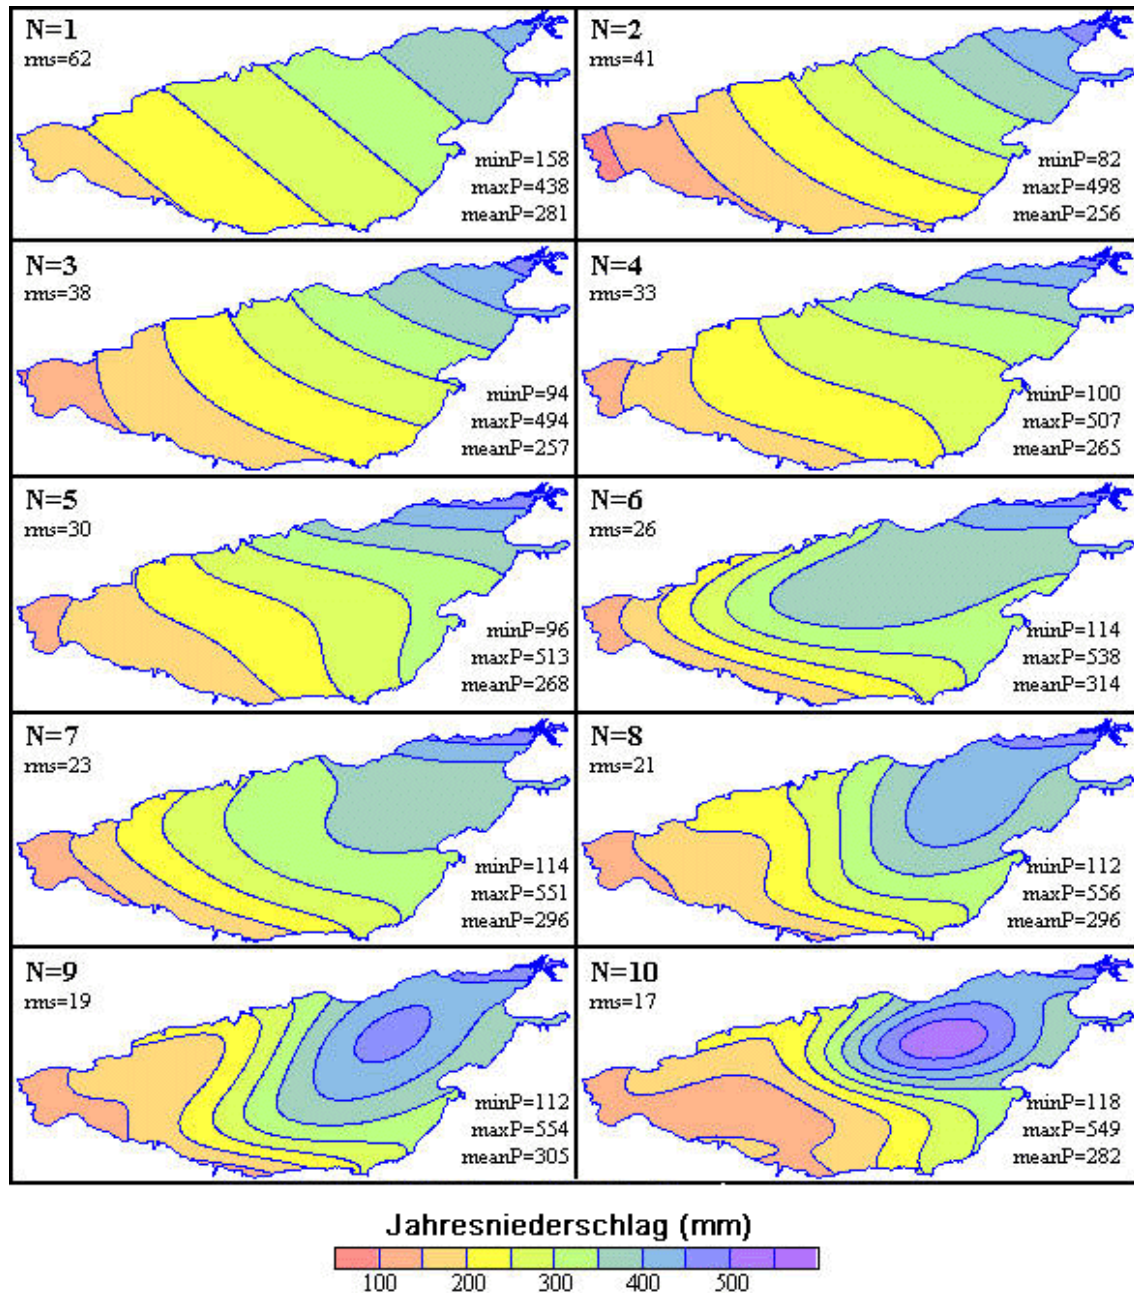 N=1
rms=62
minP=158
maxP=438
meanP=281
N=2
rms=41
minP=82
maxP=498
meanP=256
N=3
rms=38
minP=94
maxP=494
meanP=257
N=4
rms=33
minP=100
maxP=507
meanP=265
N=5
rms=30
minP=96
maxP=513
meanP=268
N=6
rms=26
minP=114
maxP=538
meanP=314
N=7
rms=23
minP=114
maxP=551
meanP=296
N=8
rms=21
minP=112
maxP=556
meamP=296
N=9
rms=19
minP=112
maxP=554
meanP=305
N=10
rms=17
minP=118
maxP=549
meanP=282
Jahresniederschlag (mm)
100 200 300 400 500